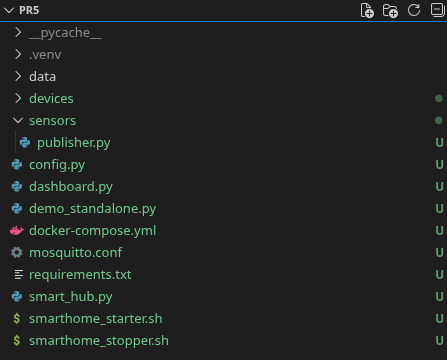 PR5
__pycache__
.venv
data
devices
sensors
publisher.py U
config.py U
dashboard.py U
demo_standalone.py U
docker-compose.yml U
mosquitto.conf U
requirements.txt U
smart_hub.py U
$ smarthome_starter.sh U
$ smarthome_stopper.sh U